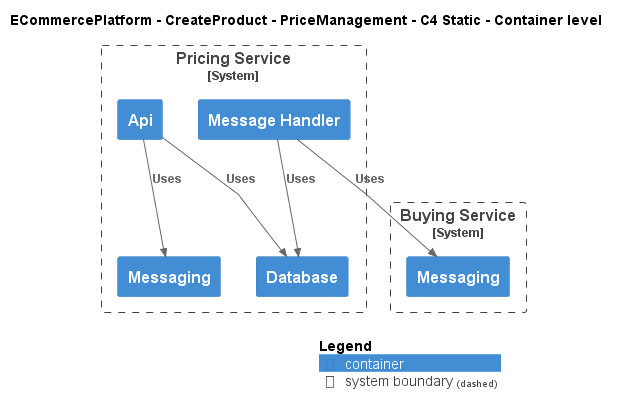 ECommercePlatform - CreateProduct - PriceManagement - C4 Static - Container level
Pricing Service
[System]
Api
Message Handler
Uses
Uses
Uses
Uses
Buying Service
[System]
Messaging
Database
Messaging
Legend
container
system boundary (dashed)